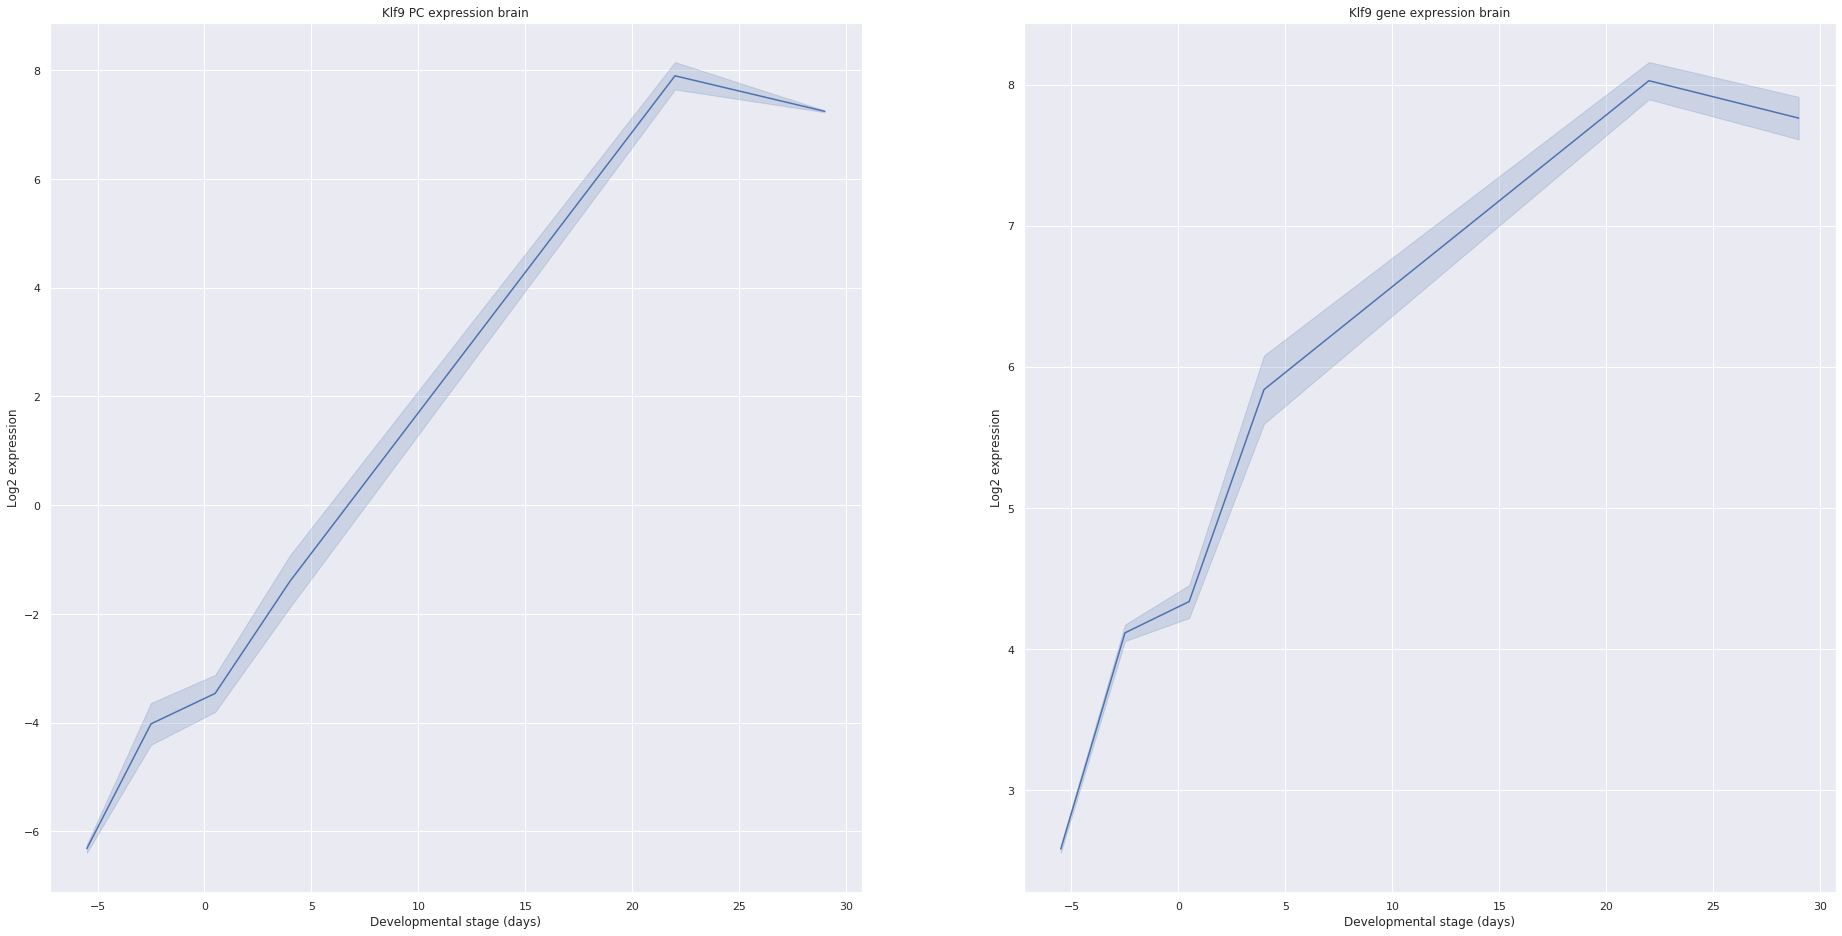 Klf9 PC expression brain
Log2 expression
8
6
4
2
0
−2
−4
−6
−5 0 5 10 15 20 25 30
Developmental stage (days)
Klf9 gene expression brain
Log2 expression
8
7
6
5
4
3
−5 0 5 10 15 20 25 30
Developmental stage (days)